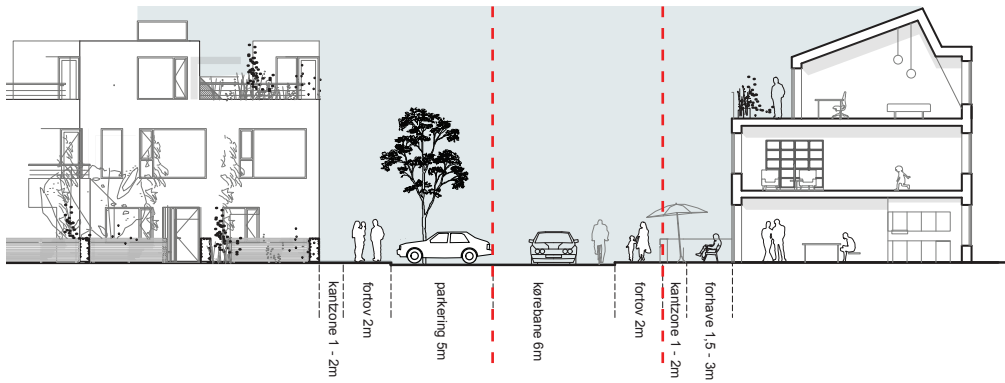 kantzone 1 - 2m
fortov 2m
parkering 5m
kørebane 6m
fortov 2m
kantzone 1 - 2m
forhave 1,5 - 3m